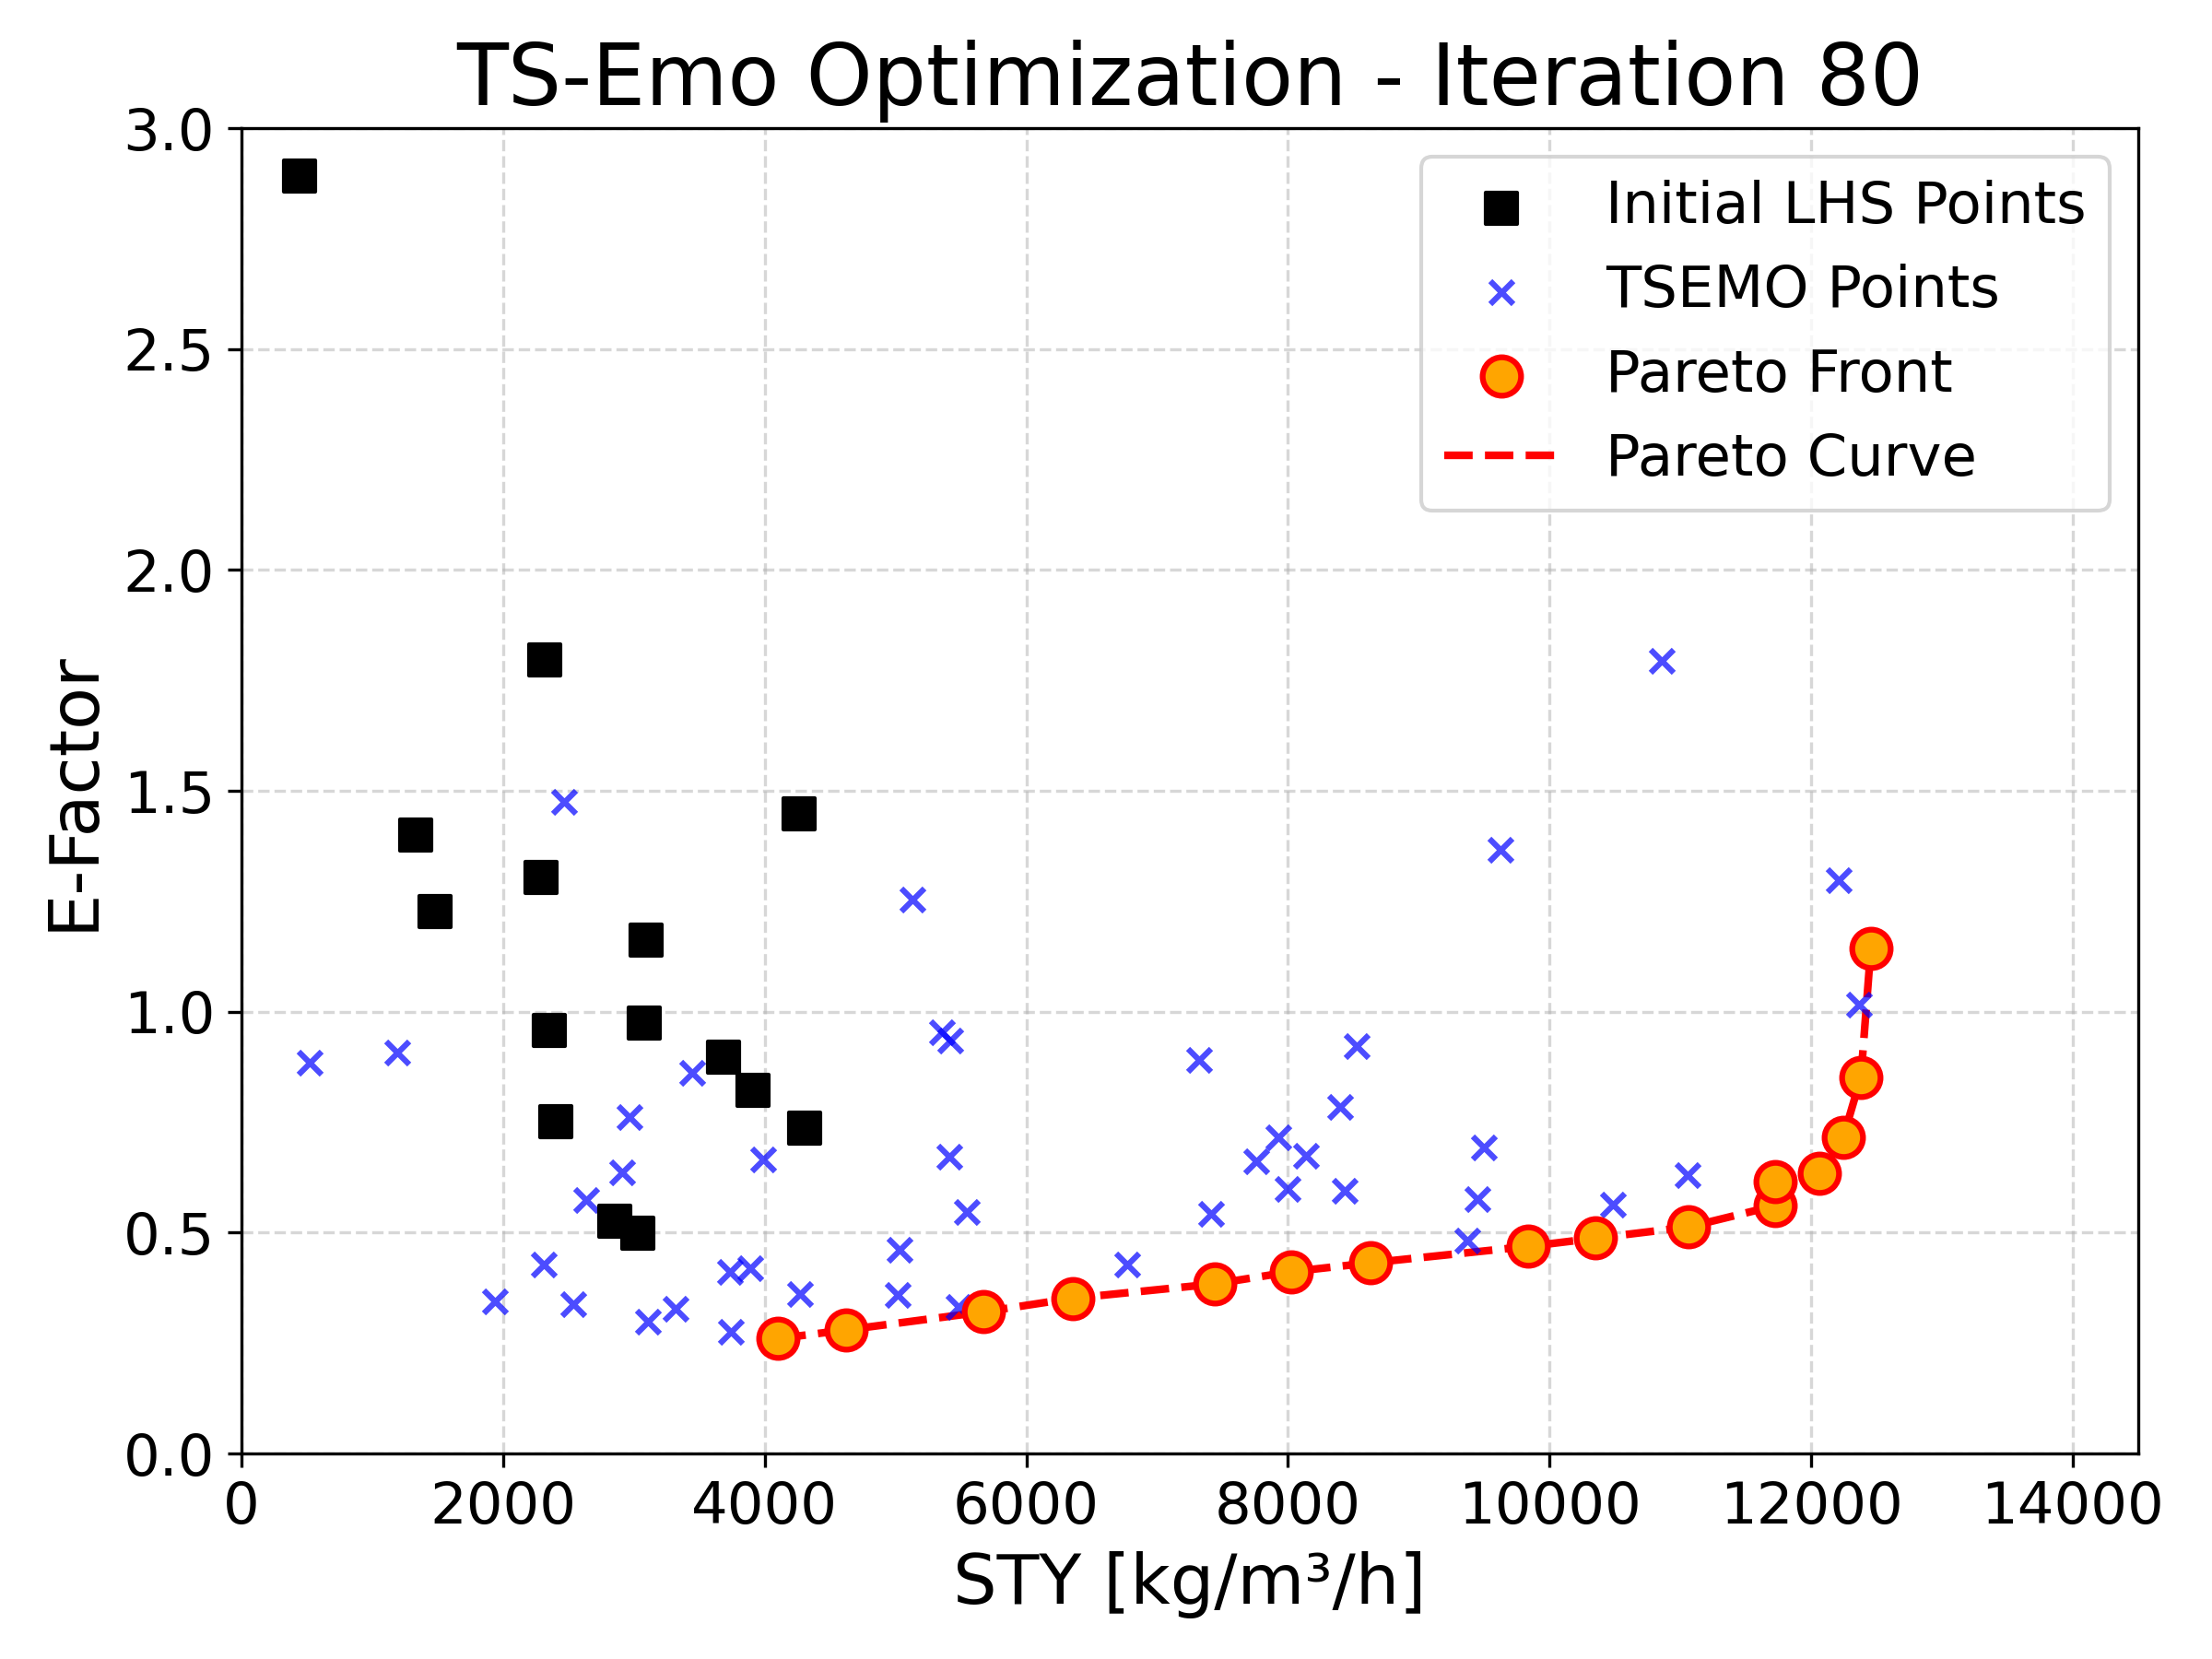 TS-Emo Optimization - Iteration 80
3.0
2.5
2.0
1.5
1.0
0.5
0.0
E-Factor
Initial LHS Points
TSEMO Points
Pareto Front
Pareto Curve
0 2000 4000 6000 8000 10000 12000 14000
STY [kg/m³/h]